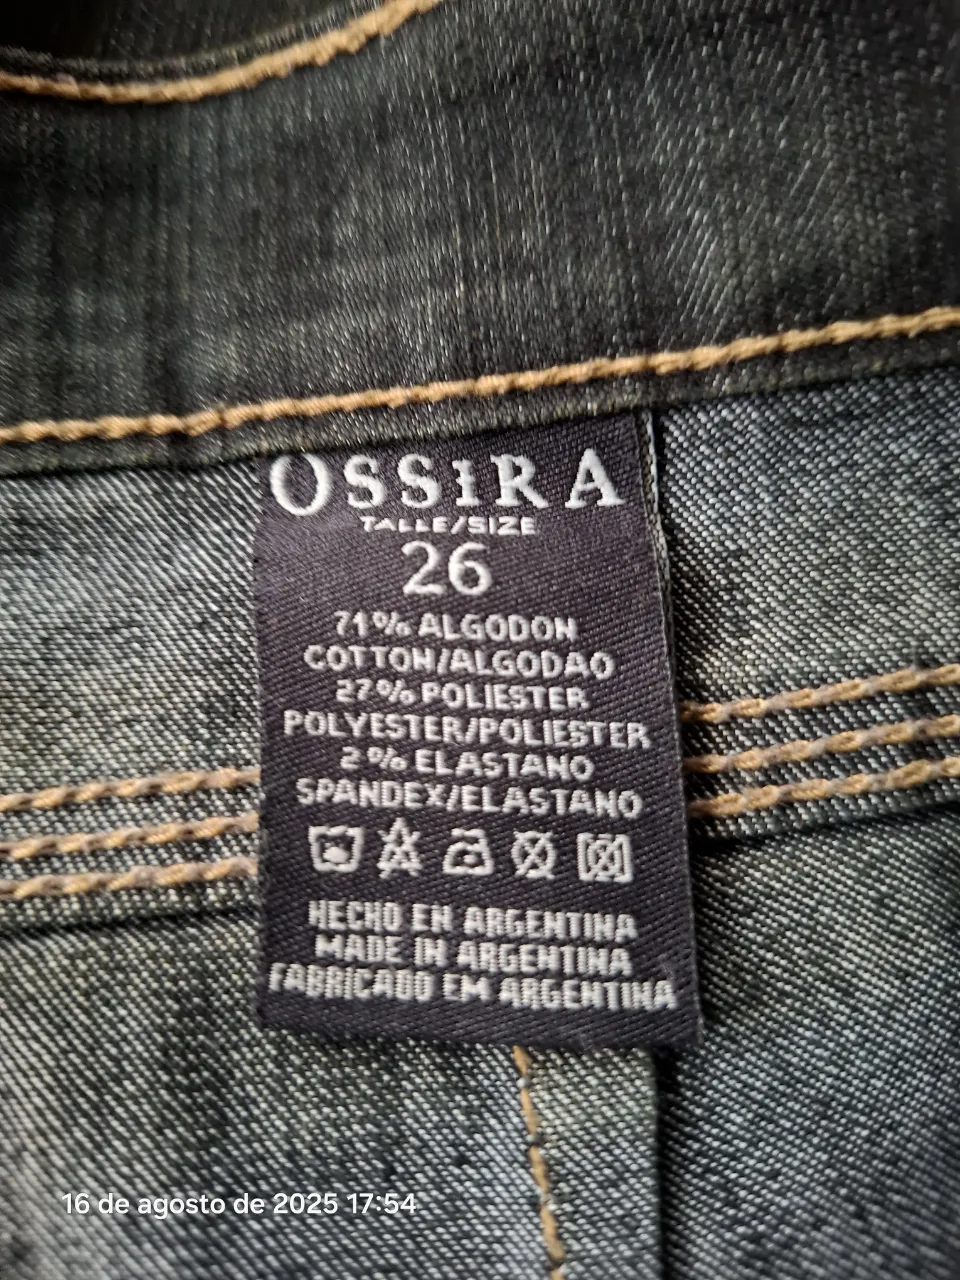 OSSiRA
TALLE/SIZE
26
71% ALGODON
COTTON/ALGODAO
27% POLIESTER
POLYESTER/POLIESTER
2% ELASTANO
SPANDEX/ELASTANO
HECHO EN ARGENTINA
MADE IN ARGENTINA
FABRICADO EM ARGENTINA
16 de agosto de 2025 17:54